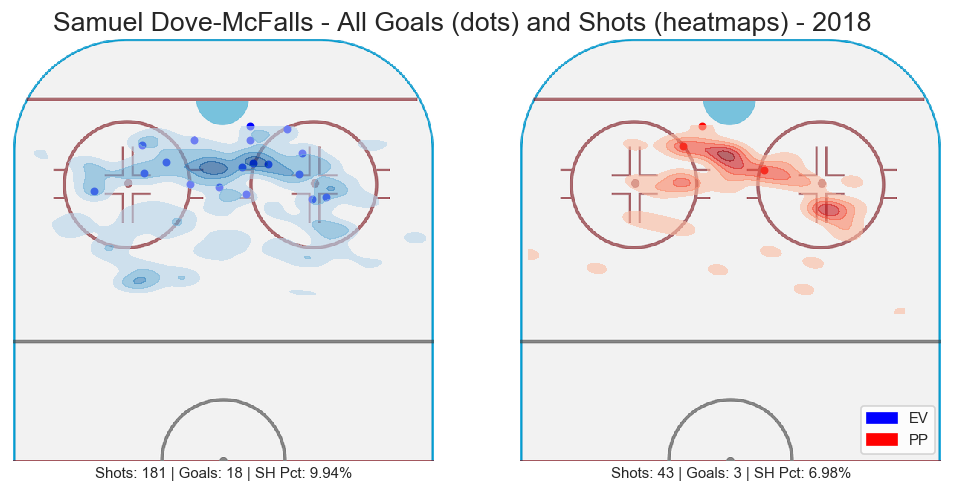 Samuel Dove-McFalls - All Goals (dots) and Shots (heatmaps) - 2018
EV
PP
Shots: 181 | Goals: 18 | SH Pct: 9.94%
Shots: 43 | Goals: 3 | SH Pct: 6.98%